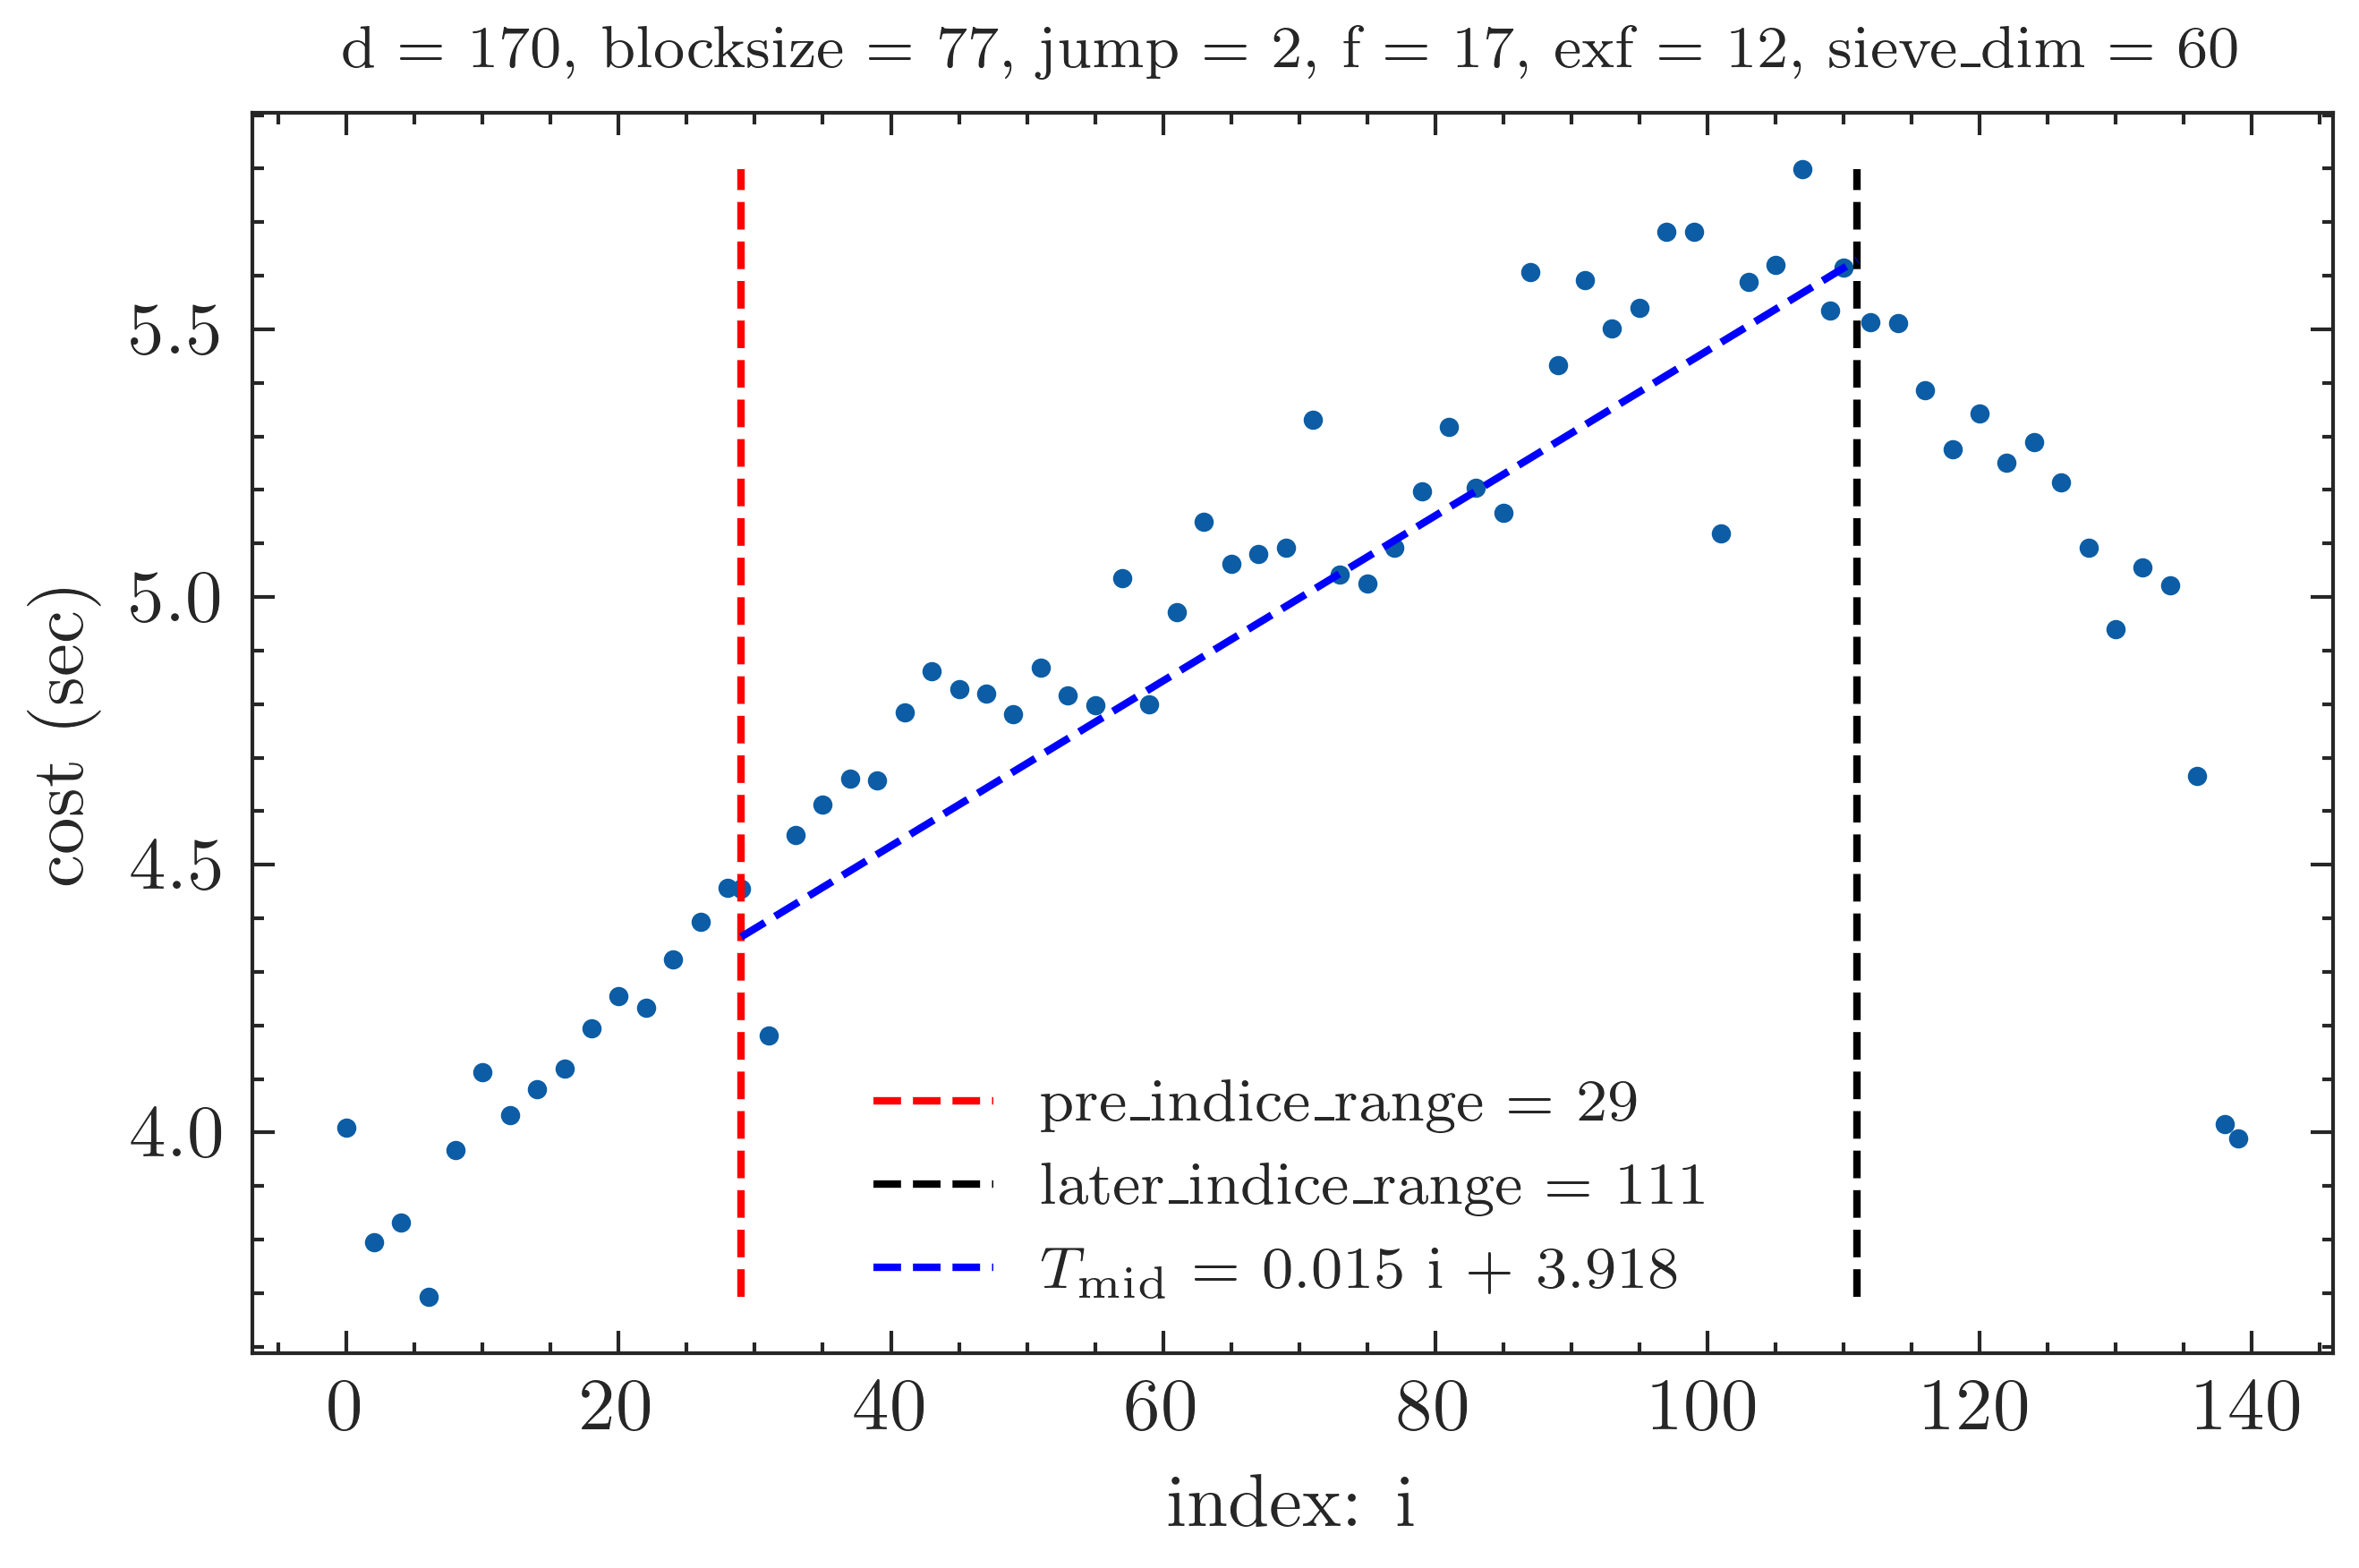 d = 170, blocksize = 77, jump = 2, f = 17, exf = 12, sieve_dim = 60
cost (sec)
5.5
5.0
4.5
4.0
pre_indice_range = 29
later_indice_range = 111
T_mid = 0.015 i + 3.918
0 20 40 60 80 100 120 140
index: i